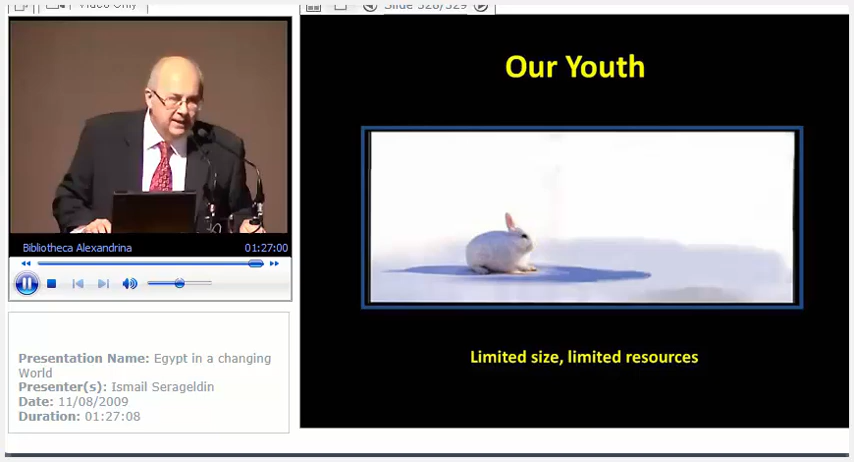 Video Only
Slide 328/329
Our Youth
Limited size, limited resources
Bibliotheca Alexandrina
01:27:00
Presentation Name: Egypt in a changing
World
Presenter(s): Ismail Serageldin
Date: 11/08/2009
Duration: 01:27:08